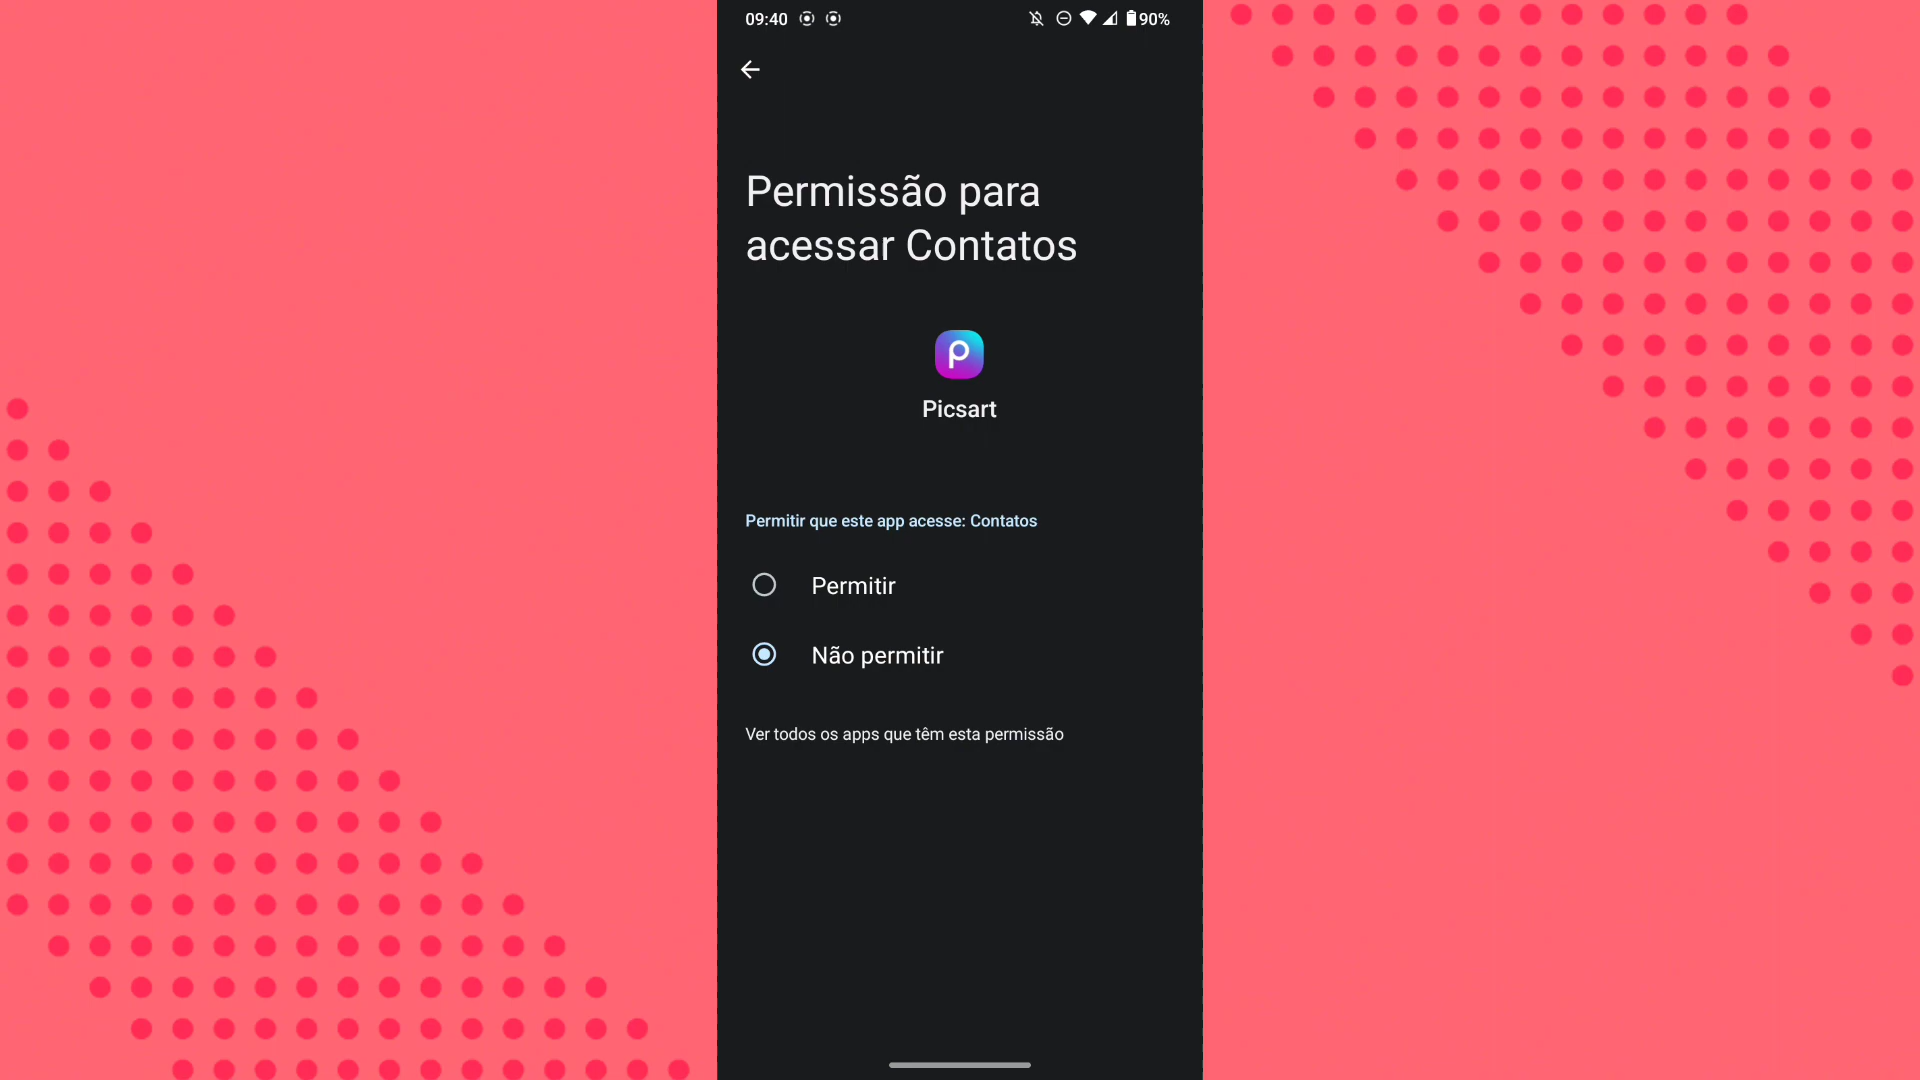 09:40 90%
Permissão para
acessar Contatos
Picsart
Permitir que este app acesse: Contatos
Permitir
Não permitir
Ver todos os apps que têm esta permissão